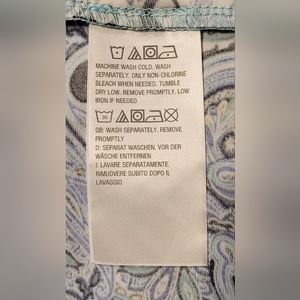 MACHINE WASH COLD. WASH
SEPARATELY. ONLY NON-CHLORINE
BLEACH WHEN NEEDED. TUMBLE
DRY LOW. REMOVE PROMPTLY. LOW
IRON IF NEEDED
30
GB: WASH SEPARATELY. REMOVE
PROMPTLY
D: SEPARAT WASCHEN. VOR DER
WÄSCHE ENTFERNEN
I: LAVARE SEPARATAMENTE.
RIMUOVERE SUBITO DOPO IL
LAVAGGIO